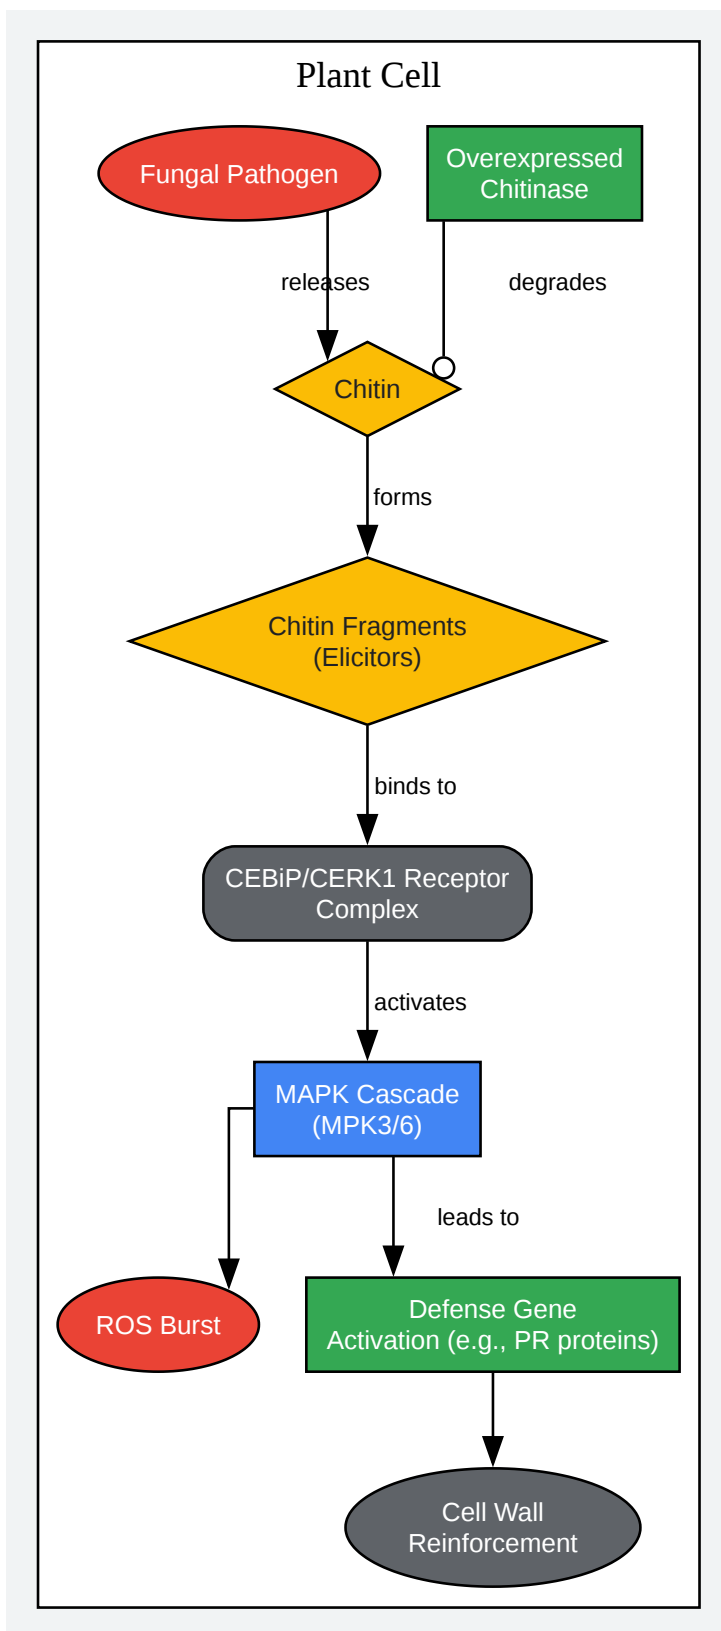 Plant Cell
Fungal Pathogen
Overexpressed
Chitinase
releases
degrades
Chitin
forms
Chitin Fragments
(Elicitors)
binds to
CEBiP/CERK1 Receptor
Complex
activates
MAPK Cascade
(MPK3/6)
leads to
ROS Burst
Defense Gene
Activation (e.g., PR proteins)
Cell Wall
Reinforcement